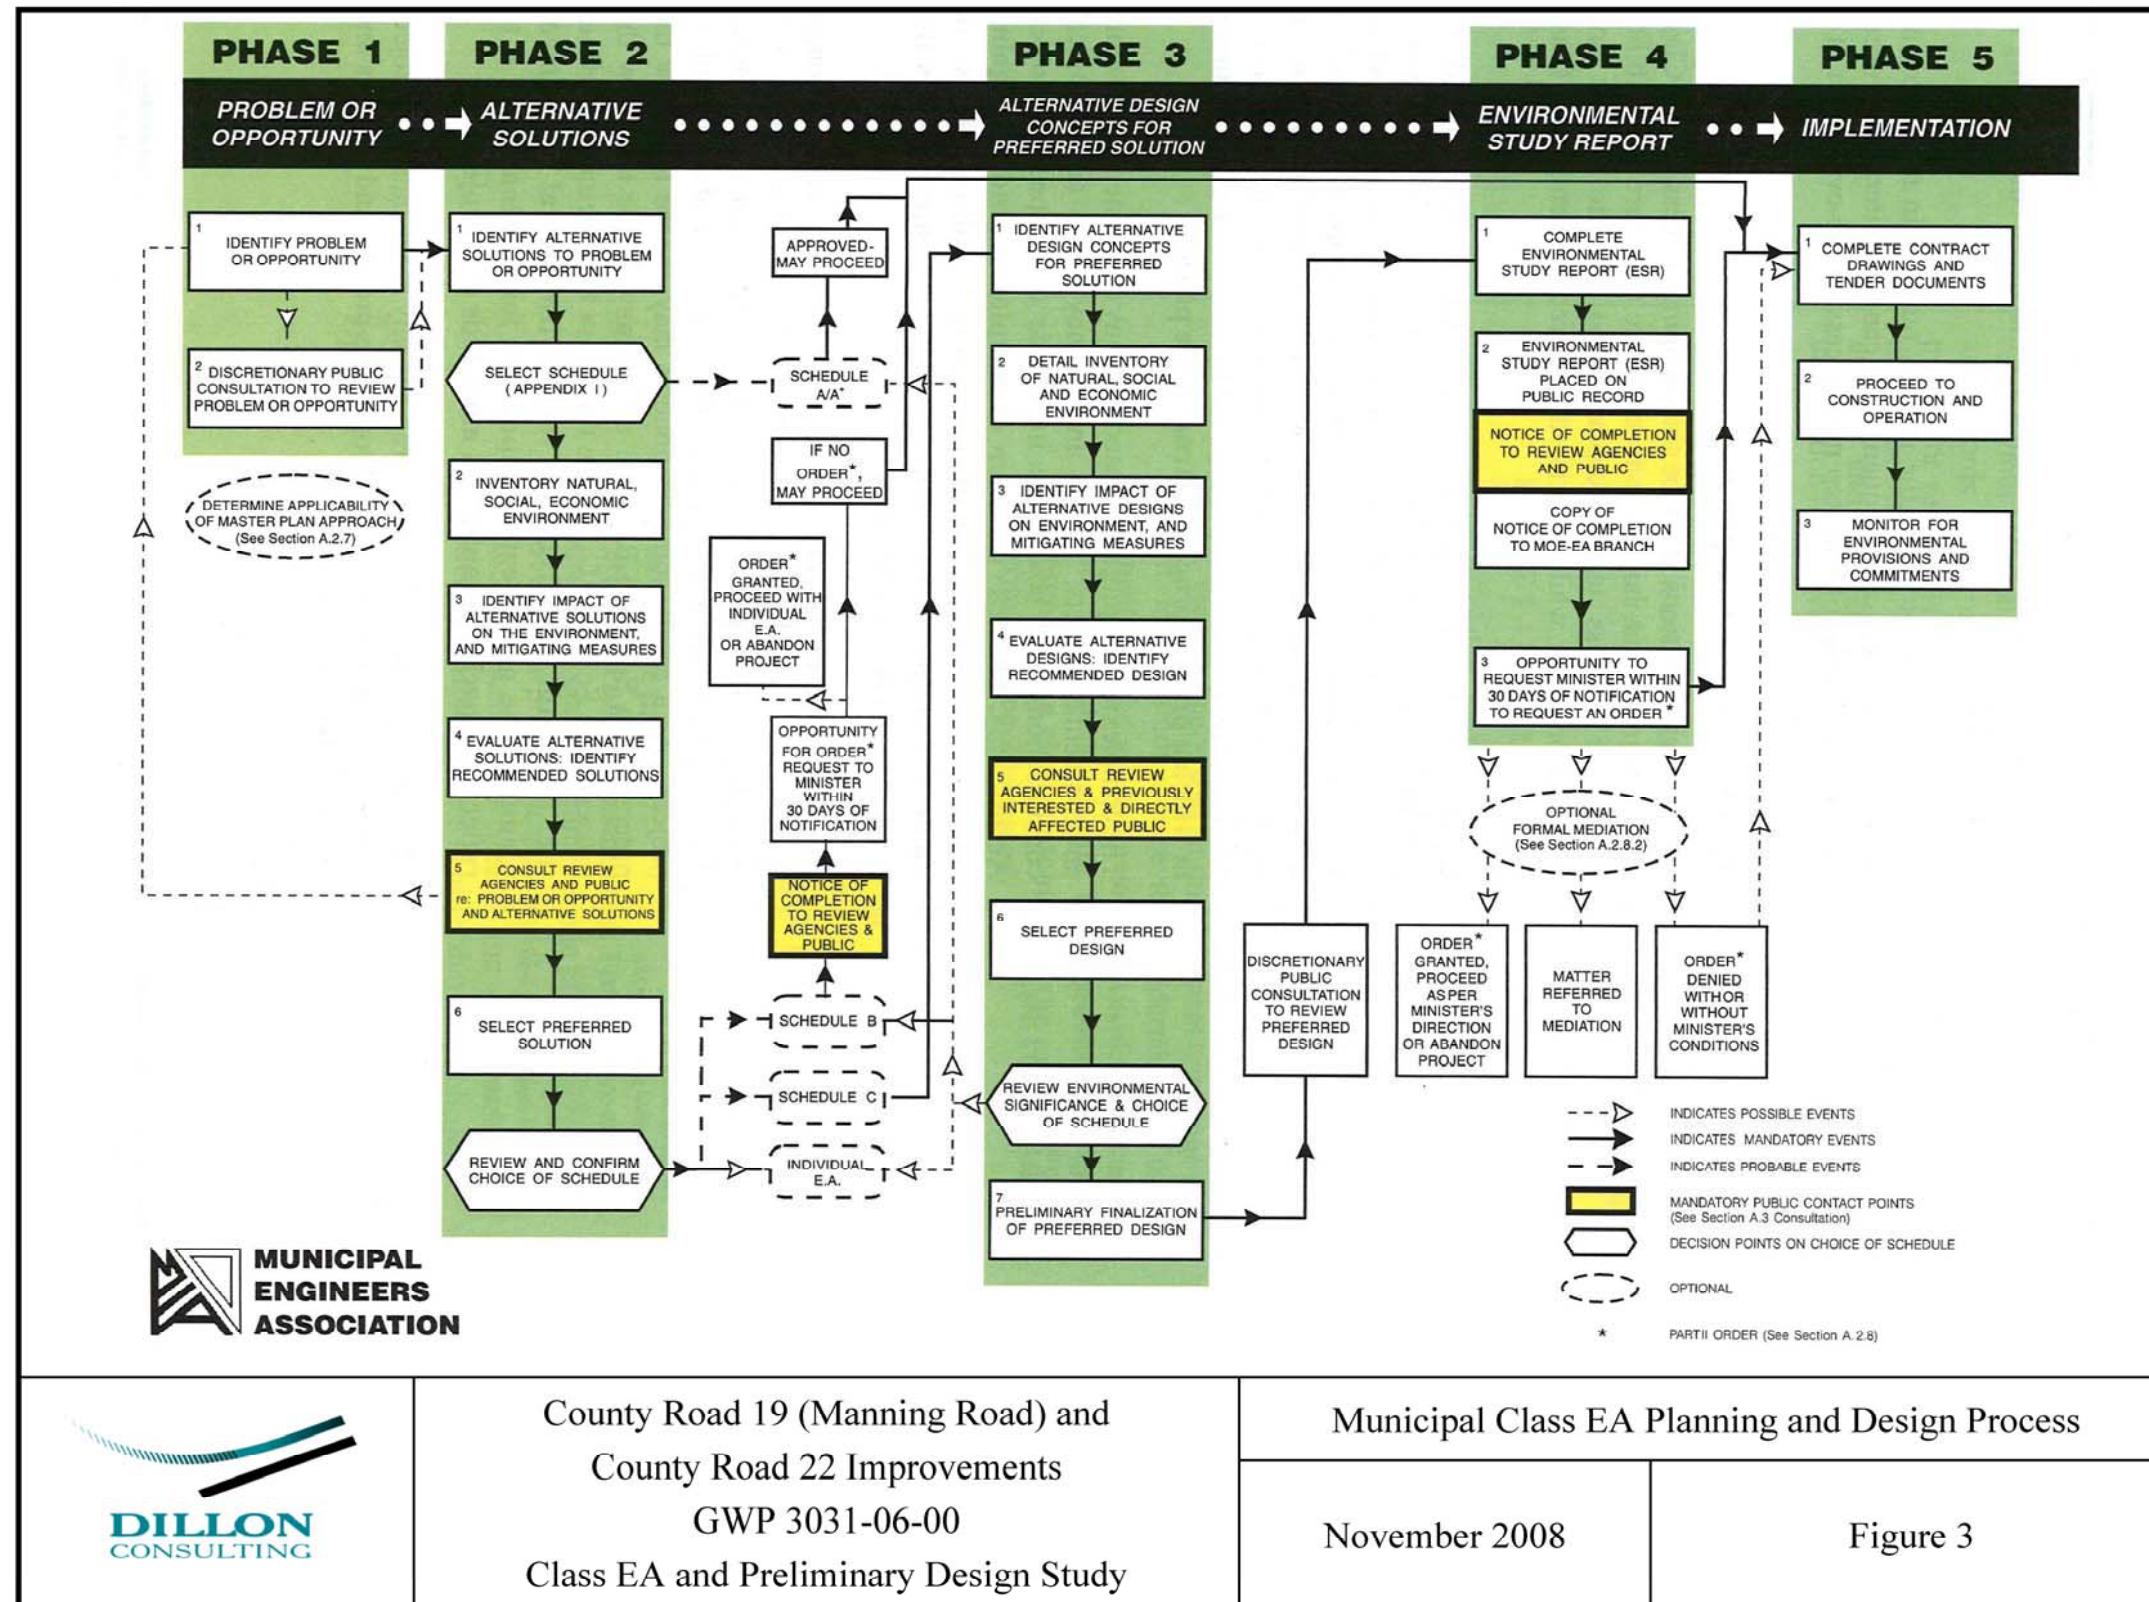 PHASE 1
PROBLEM OR
OPPORTUNITY
1
IDENTIFY PROBLEM
OR OPPORTUNITY
2 DISCRETIONARY PUBLIC
CONSULTATION TO REVIEW
PROBLEM OR OPPORTUNITY
DETERMINE APPLICABILITY
OF MASTER PLAN APPROACH
(See Section A.2.7)
PHASE 2
ALTERNATIVE
SOLUTIONS
1
IDENTIFY ALTERNATIVE
SOLUTIONS TO PROBLEM
OR OPPORTUNITY
SELECT SCHEDULE
(APPENDIX I)
2
INVENTORY NATURAL,
SOCIAL, ECONOMIC
ENVIRONMENT
3 IDENTIFY IMPACT OF
ALTERNATIVE SOLUTIONS
ON THE ENVIRONMENT,
AND MITIGATING MEASURES
4 EVALUATE ALTERNATIVE
SOLUTIONS: IDENTIFY
RECOMMENDED SOLUTIONS
5 CONSULT REVIEW
AGENCIES AND PUBLIC
re: PROBLEM OR OPPORTUNITY
AND ALTERNATIVE SOLUTIONS
6
SELECT PREFERRED
SOLUTION
REVIEW AND CONFIRM
CHOICE OF SCHEDULE
APPROVED-
MAY PROCEED
SCHEDULE
A/A+
IF NO
ORDER*,
MAY PROCEED
ORDER*
GRANTED,
PROCEED WITH
INDIVIDUAL
E.A.
OR ABANDON
PROJECT
OPPORTUNITY
FOR ORDER*
REQUEST TO
MINISTER
WITHIN
30 DAYS OF
NOTIFICATION
NOTICE OF
COMPLETION
TO REVIEW
AGENCIES &
PUBLIC
SCHEDULE B
SCHEDULE C
INDIVIDUAL
E.A.
PHASE 3
ALTERNATIVE DESIGN
CONCEPTS FOR
PREFERRED SOLUTION
1 IDENTIFY ALTERNATIVE
DESIGN CONCEPTS
FOR PREFERRED
SOLUTION
2 DETAIL INVENTORY
OF NATURAL, SOCIAL
AND ECONOMIC
ENVIRONMENT
3 IDENTIFY IMPACT OF
ALTERNATIVE DESIGNS
ON ENVIRONMENT, AND
MITIGATING MEASURES
4 EVALUATE ALTERNATIVE
DESIGNS: IDENTIFY
RECOMMENDED DESIGN
5 CONSULT REVIEW
AGENCIES & PREVIOUSLY
INTERESTED & DIRECTLY
AFFECTED PUBLIC
6
SELECT PREFERRED
DESIGN
REVIEW ENVIRONMENTAL
SIGNIFICANCE & CHOICE
OF SCHEDULE
7
PRELIMINARY FINALIZATION
OF PREFERRED DESIGN
DISCRETIONARY
PUBLIC
CONSULTATION
TO REVIEW
PREFERRED
DESIGN
PHASE 4
ENVIRONMENTAL
STUDY REPORT
1 COMPLETE
ENVIRONMENTAL
STUDY REPORT (ESR)
2 ENVIRONMENTAL
STUDY REPORT (ESR)
PLACED ON
PUBLIC RECORD
NOTICE OF COMPLETION
TO REVIEW AGENCIES
AND PUBLIC
COPY OF
NOTICE OF COMPLETION
TO MOE-EA BRANCH
3 OPPORTUNITY TO
REQUEST MINISTER WITHIN
30 DAYS OF NOTIFICATION
TO REQUEST AN ORDER*
OPTIONAL
FORMAL MEDIATION
(See Section A.2.8.2)
ORDER*
GRANTED,
PROCEED
AS PER
MINISTER'S
DIRECTION
OR ABANDON
PROJECT
MATTER
REFERRED
TO
MEDIATION
ORDER*
DENIED
WITH OR
WITHOUT
MINISTER'S
CONDITIONS
PHASE 5
IMPLEMENTATION
1 COMPLETE CONTRACT
DRAWINGS AND
TENDER DOCUMENTS
2
PROCEED TO
CONSTRUCTION AND
OPERATION
3 MONITOR FOR
ENVIRONMENTAL
PROVISIONS AND
COMMITMENTS
INDICATES POSSIBLE EVENTS
INDICATES MANDATORY EVENTS
INDICATES PROBABLE EVENTS
MANDATORY PUBLIC CONTACT POINTS
(See Section A.3 Consultation)
DECISION POINTS ON CHOICE OF SCHEDULE
OPTIONAL
* PART II ORDER (See Section A.2.8)
MUNICIPAL
ENGINEERS
ASSOCIATION
DILLON
CONSULTING
County Road 19 (Manning Road) and
County Road 22 Improvements
GWP 3031-06-00
Class EA and Preliminary Design Study
Municipal Class EA Planning and Design Process
November 2008
Figure 3